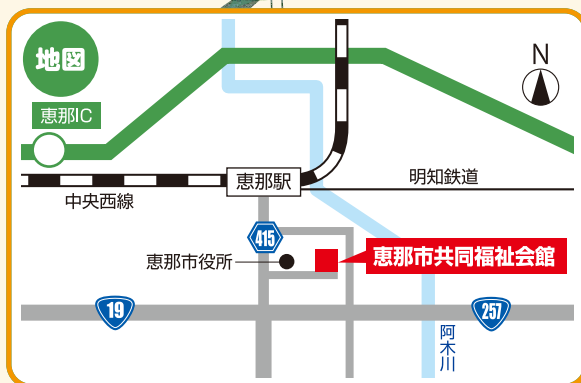 地図
N
恵那IC
恵那駅
明知鉄道
中央西線
415
恵那市役所
恵那市共同福祉会館
19
257
阿木川